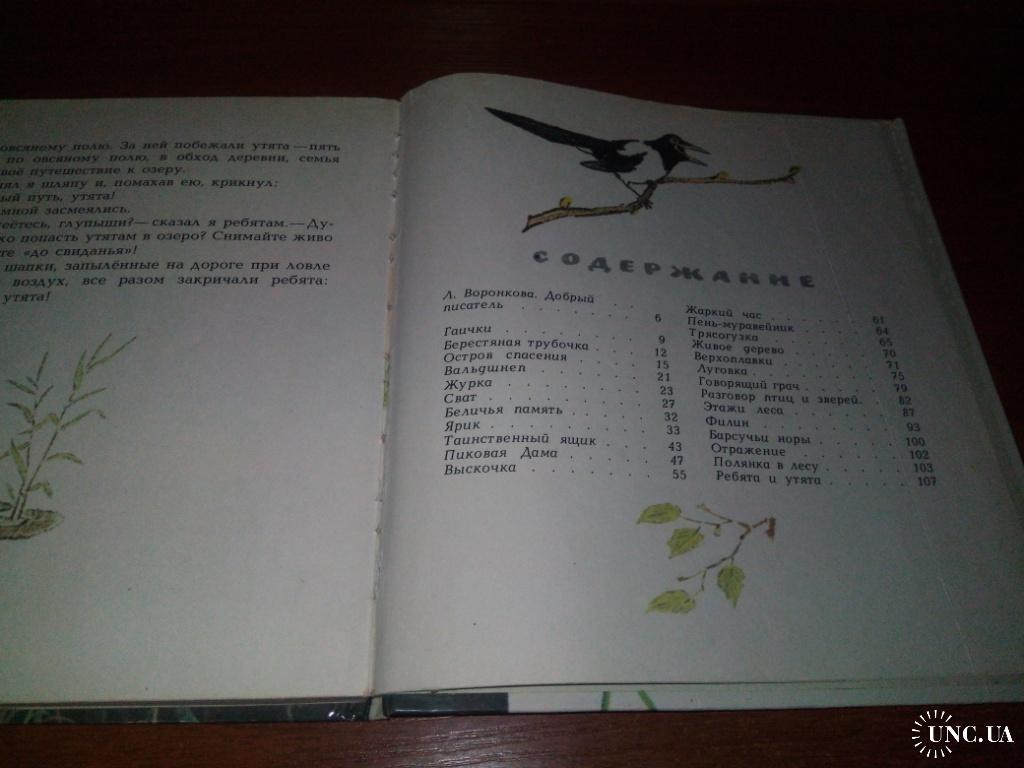 овсяному полю. За ней побежали утята — пять
по овсяному полю, в обход деревни, семья
своё путешествие к озеру.
снял я шляпу и, помахав ею, крикнул:
ый путь, утята!
мной засмеялись.
еётесь, глупыши? — сказал я ребятам. — Ду-
ко попасть утятам в озеро? Снимайте живо
те «до свиданья»!
шапки, запылённые на дороге при ловле
воздух, все разом закричали ребята:
утята!
СОДЕРЖАНИЕ
Л. Воронкова. Добрый
писатель . . . . . . . . 6
Гаички . . . . . . . . 9
Берестяная трубочка . . . . 12
Остров спасения . . . . . 15
Вальдшнеп . . . . . . . 21
Журка . . . . . . . . 23
Сват . . . . . . . . 27
Беличья память . . . . . 32
Ярик . . . . . . . . 33
Таинственный ящик . . . . 43
Пиковая Дама . . . . . . 47
Выскочка . . . . . . . 55
Жаркий час . . . . . . 61
Пень-муравейник . . . . . 64
Трясогузка . . . . . . 65
Живое дерево . . . . . . 70
Верхоплавки . . . . . . 71
Луговка . . . . . . . 75
Говорящий грач . . . . . 79
Разговор птиц и зверей . . . 82
Этажи леса . . . . . . 87
Филин . . . . . . . . 93
Барсучьи норы . . . . . 100
Отражение . . . . . . 102
Полянка в лесу . . . . . 103
Ребята и утята . . . . . 107
UNC.UA